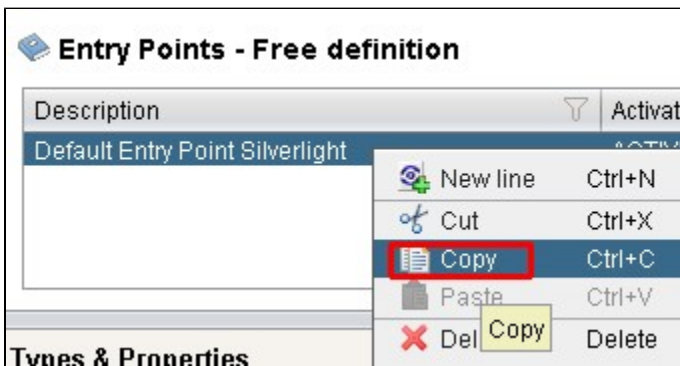 Entry Points - Free definition
Description Activat
Default Entry Point Silverlight
New line Ctrl+N
Cut Ctrl+X
Copy Ctrl+C
Paste Ctrl+V
Del Copy Delete
Types & Properties